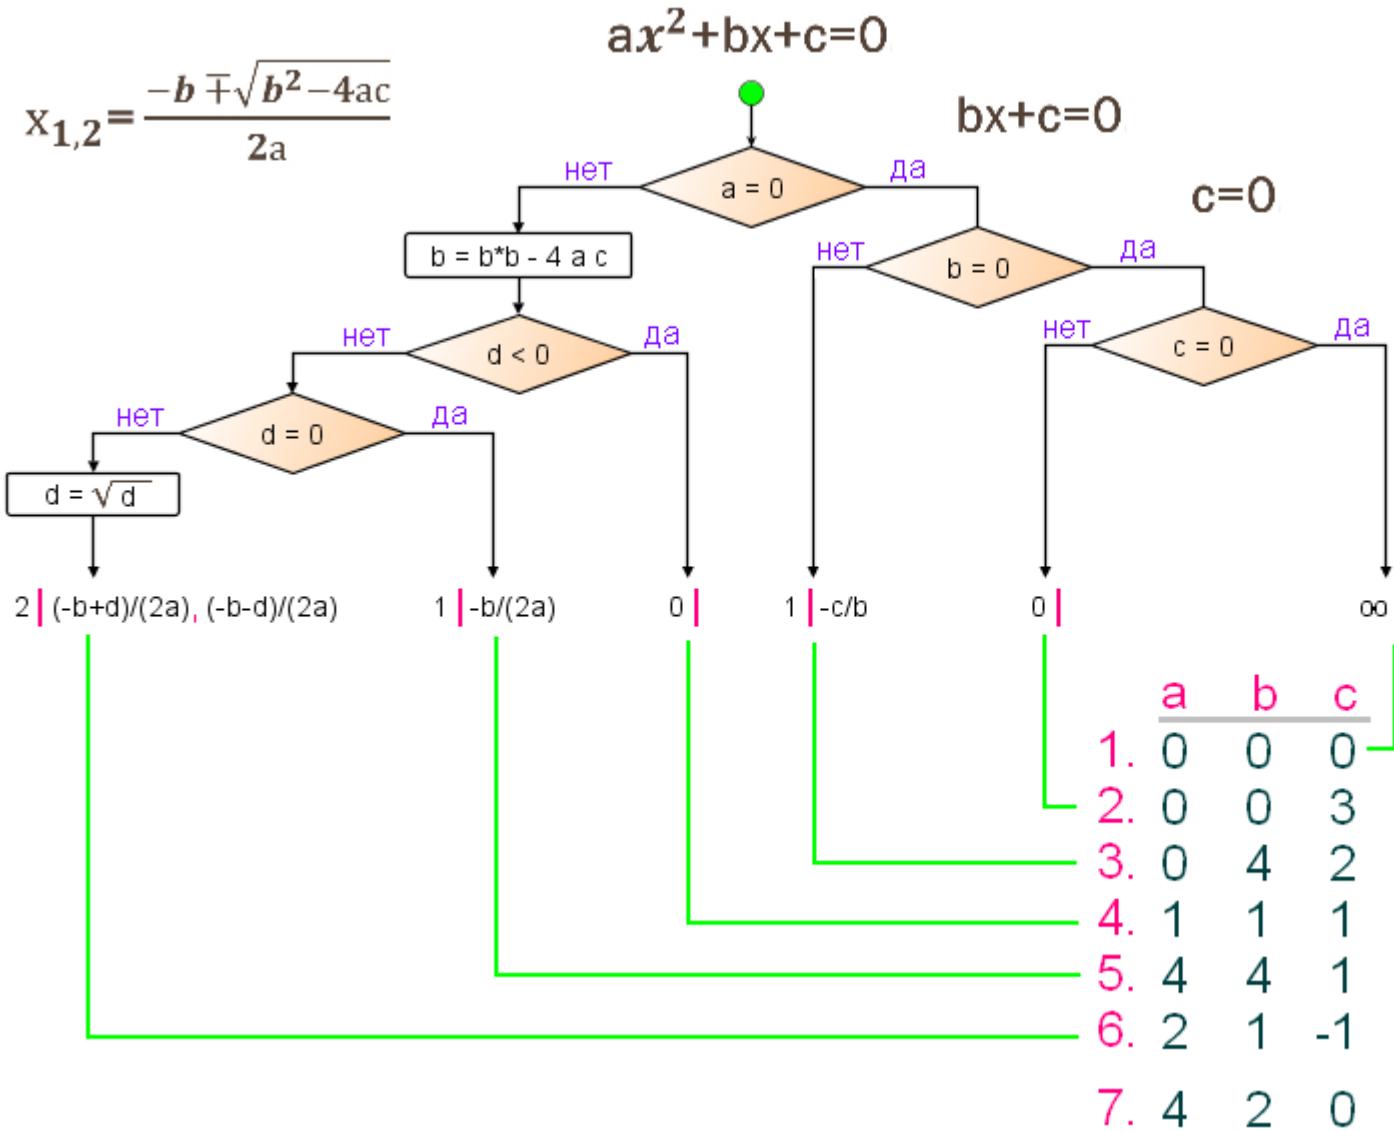 ax²+bx+c=0
x₁,₂= (-b ∓√(b²-4ac))/(2a)
bx+c=0
c=0
нет
да
a = 0
нет
да
b = b*b - 4 a c
b = 0
нет
да
нет
да
d < 0
c = 0
нет
да
d = 0
d = √d
2 | (-b+d)/(2a), (-b-d)/(2a)
1 | -b/(2a)
0 |
1 | -c/b
0 |
∞
a b c
1. 0 0 0
2. 0 0 3
3. 0 4 2
4. 1 1 1
5. 4 4 1
6. 2 1 -1
7. 4 2 0